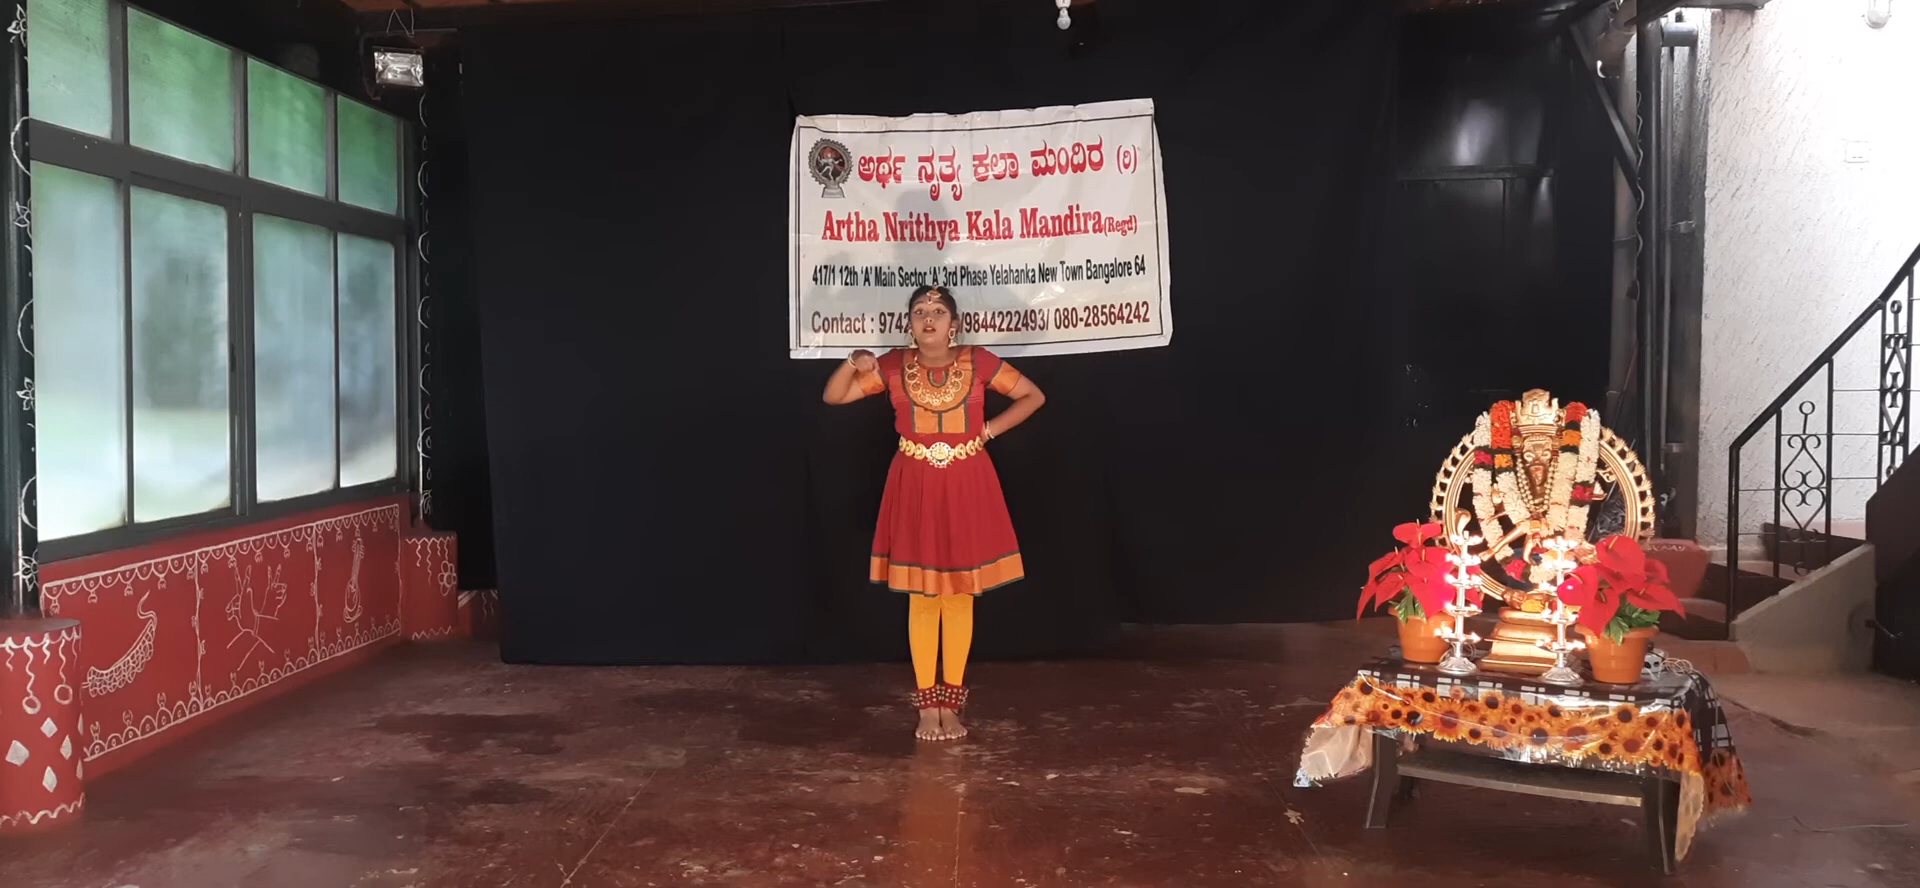 ಅರ್ಥ ನೃತ್ಯ ಕಲಾ ಮಂದಿರ (ರಿ)
Artha Nrithya Kala Mandira(Regd)
417/1 12th 'A' Main Sector 'A' 3rd Phase Yelahanka New Town Bangalore 64
Contact : 9742 /9844222493/ 080-28564242